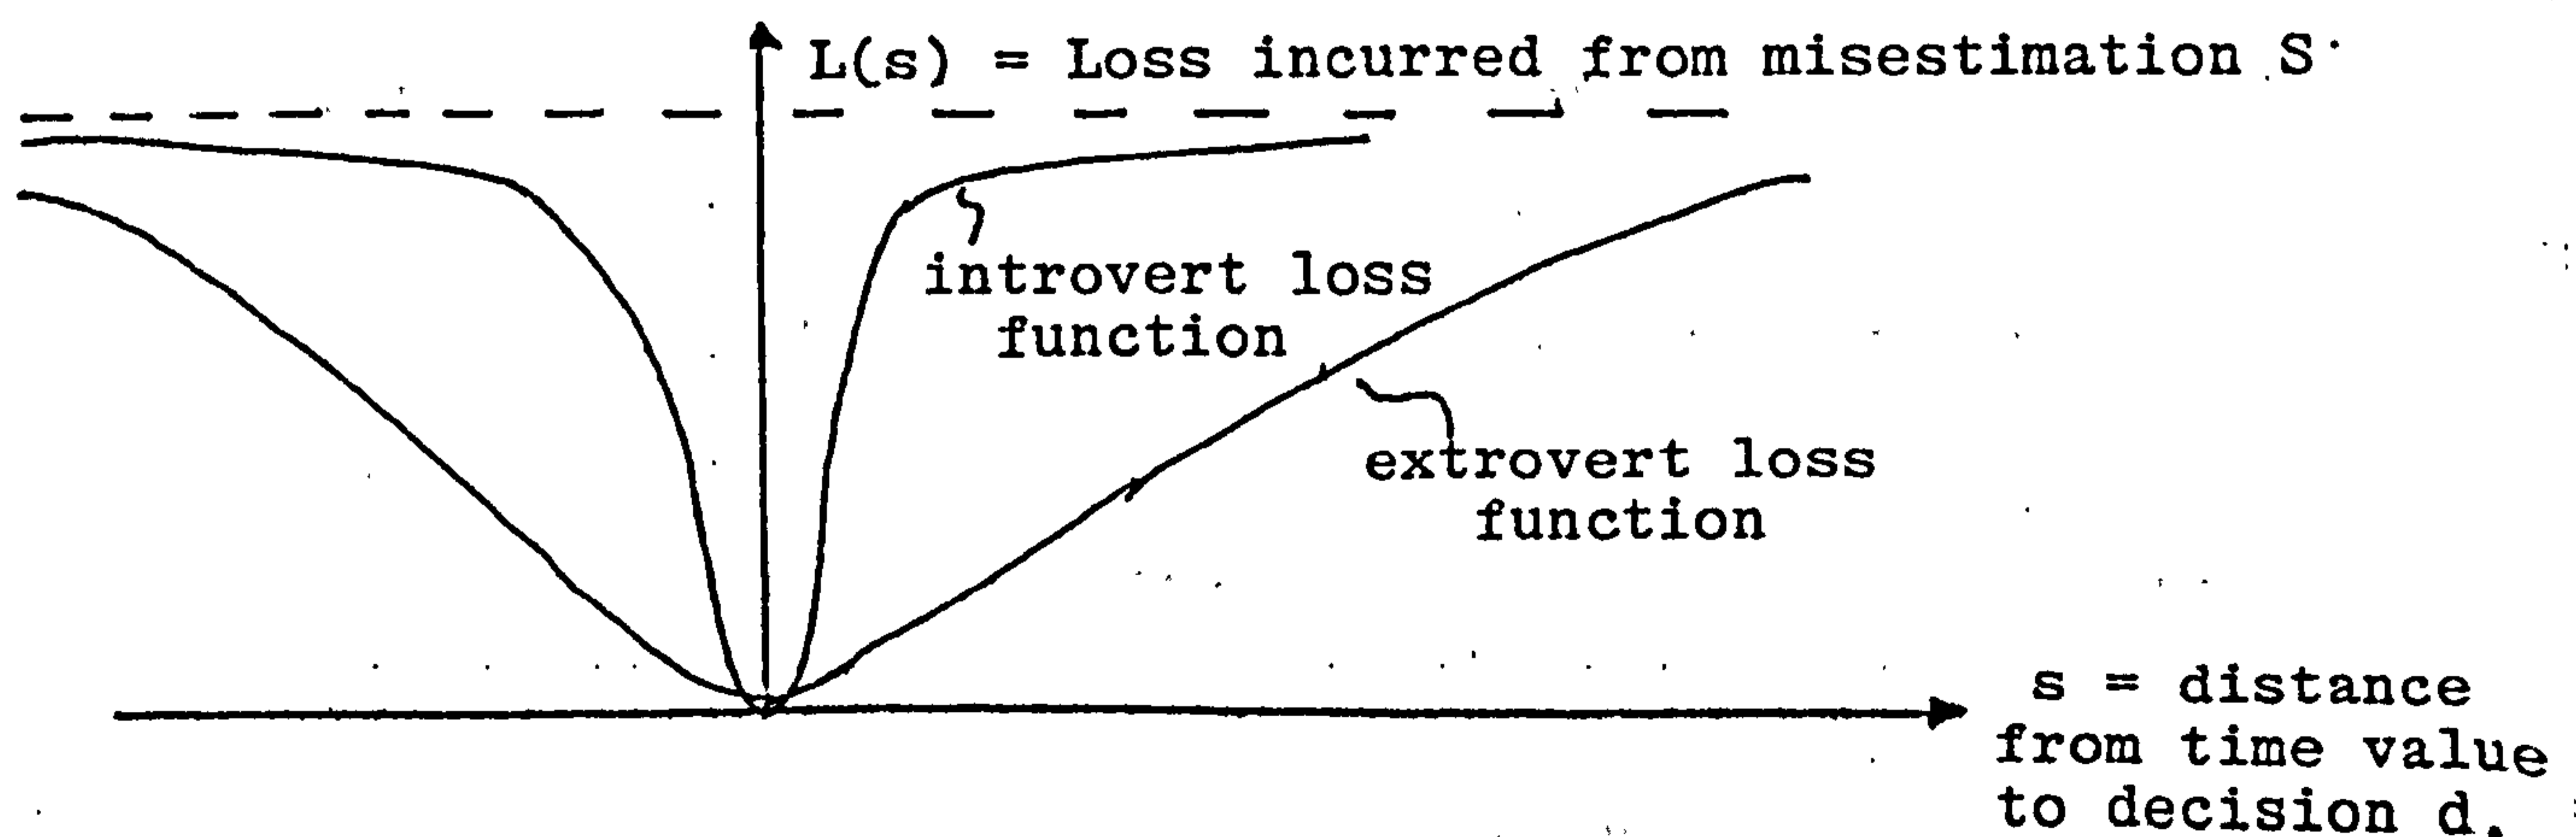 L(s) = Loss incurred from misestimation S
introvert loss
function
extrovert loss
function
s = distance
from time value
to decision d.